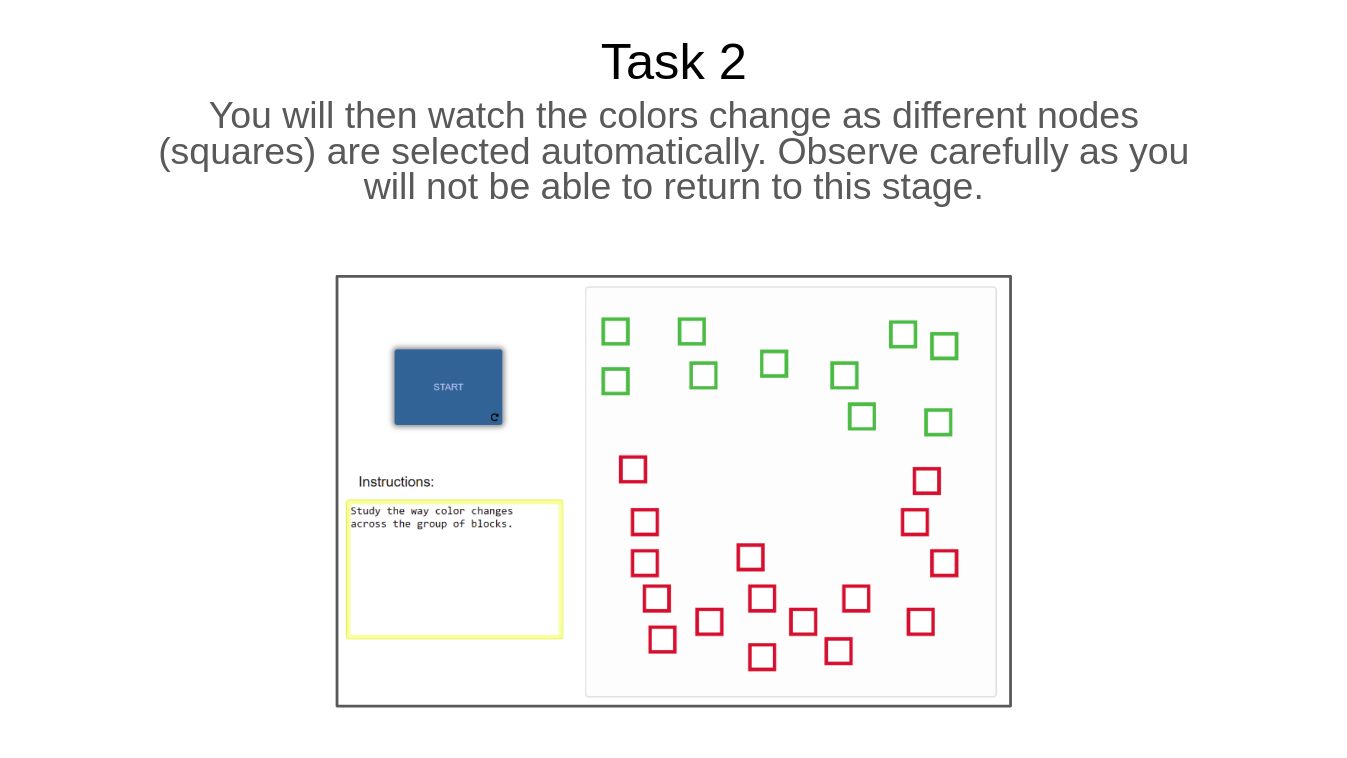 Task 2
You will then watch the colors change as different nodes
(squares) are selected automatically. Observe carefully as you
will not be able to return to this stage.
START
Instructions:
Study the way color changes
across the group of blocks.